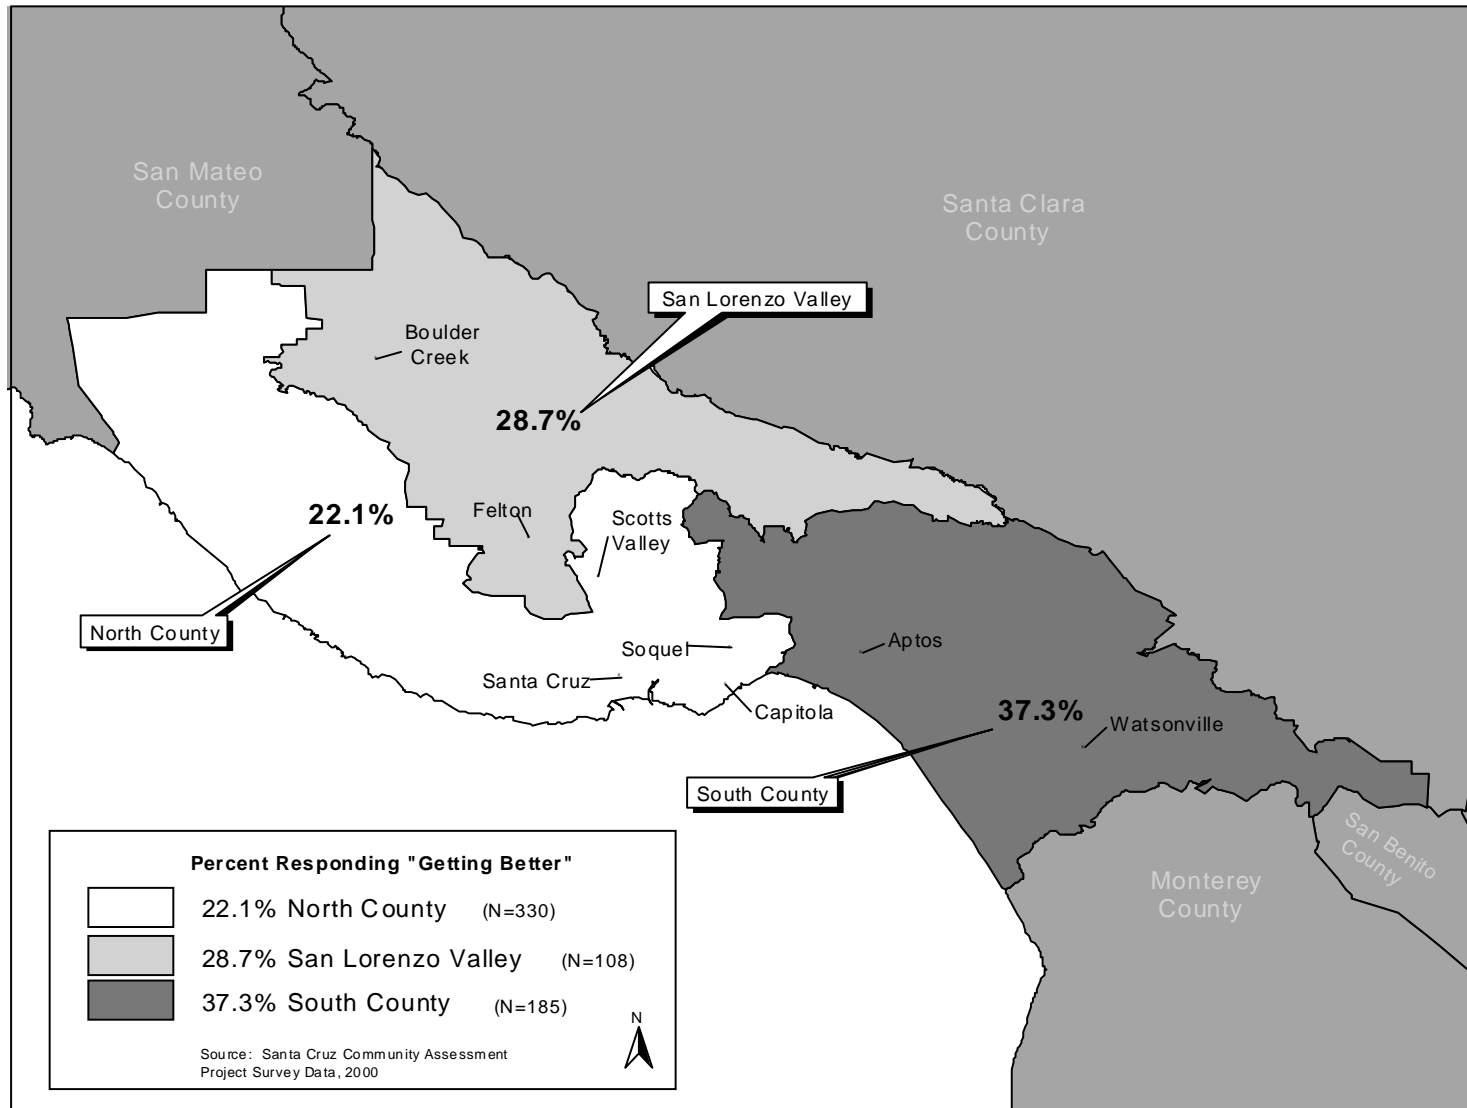 San Mateo
County
Santa Clara
County
San Lorenzo Valley
Boulder
Creek
28.7%
22.1%
Felton
Scotts
Valley
North County
Soquel
Aptos
Santa Cruz
Capitola
37.3%
Watsonville
South County
San Benito
County
Monterey
County
Percent Responding "Getting Better"
22.1% North County (N=330)
28.7% San Lorenzo Valley (N=108)
37.3% South County (N=185)
N
Source: Santa Cruz Community Assessment
Project Survey Data, 2000